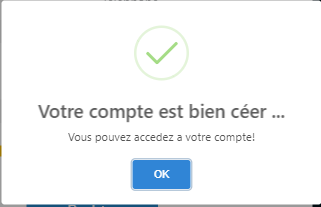 Votre compte est bien céer ...
Vous pouvez accedez a votre compte!
OK